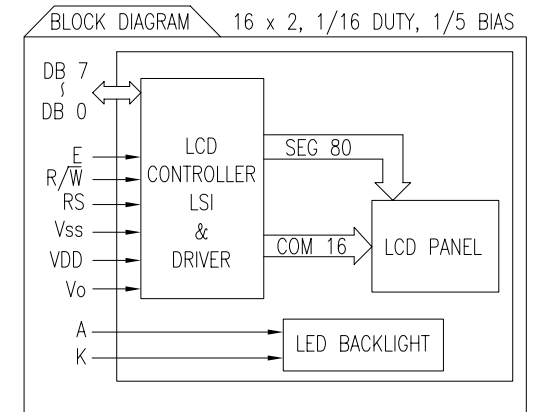 BLOCK DIAGRAM 16 x 2, 1/16 DUTY, 1/5 BIAS
DB 7
~
DB 0
E
R/W̅
RS
Vss
VDD
Vo
A
K
LCD
CONTROLLER
LSI
&
DRIVER
SEG 80
COM 16
LCD PANEL
LED BACKLIGHT